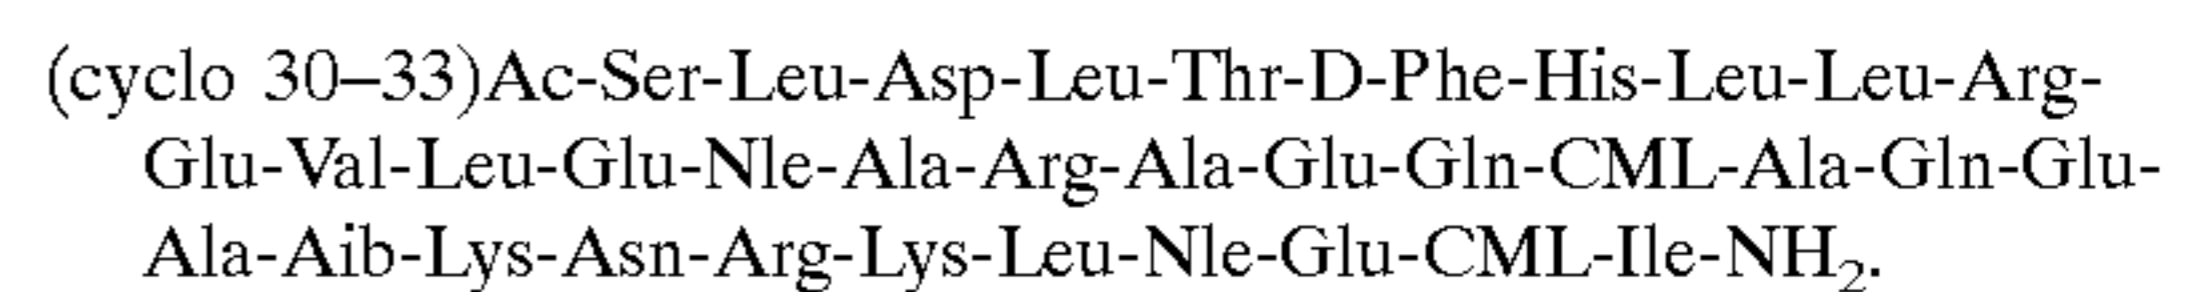 (cyclo 30–33)Ac-Ser-Leu-Asp-Leu-Thr-D-Phe-His-Leu-Leu-Arg-
Glu-Val-Leu-Glu-Nle-Ala-Arg-Ala-Glu-Gln-CML-Ala-Gln-Glu-
Ala-Aib-Lys-Asn-Arg-Lys-Leu-Nle-Glu-CML-Ile-NH₂.